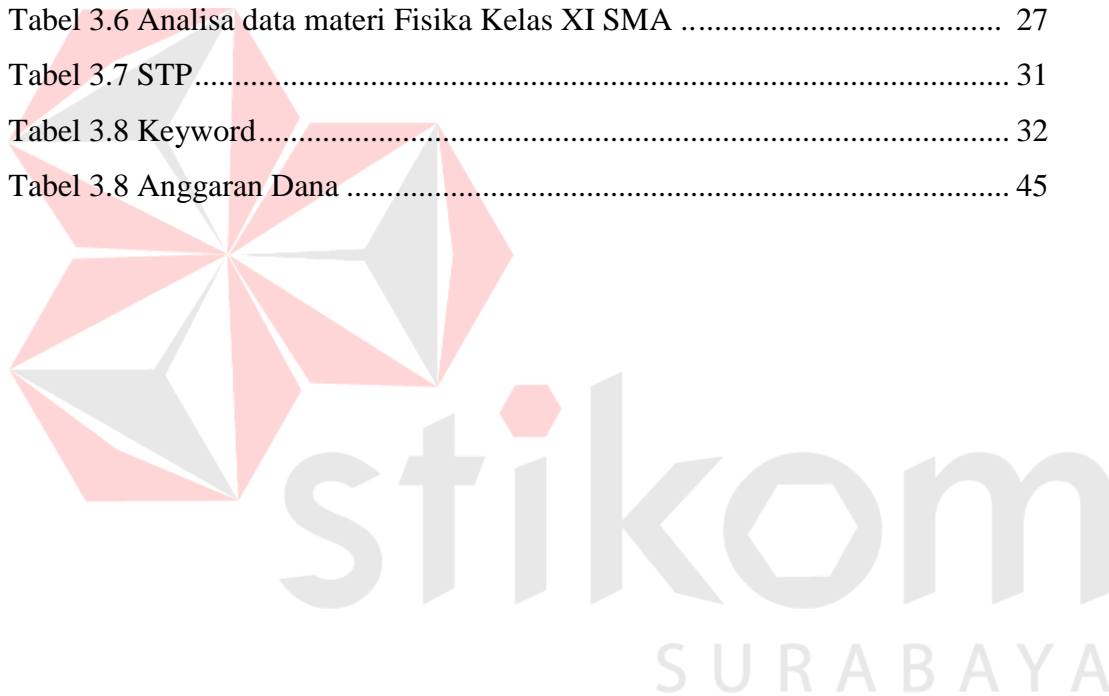 Tabel 3.6 Analisa data materi Fisika Kelas XI SMA .................................... 27
Tabel 3.7 STP.................................................................................................. 31
Tabel 3.8 Keyword.......................................................................................... 32
Tabel 3.8 Anggaran Dana ................................................................................ 45
stikom
SURABAYA